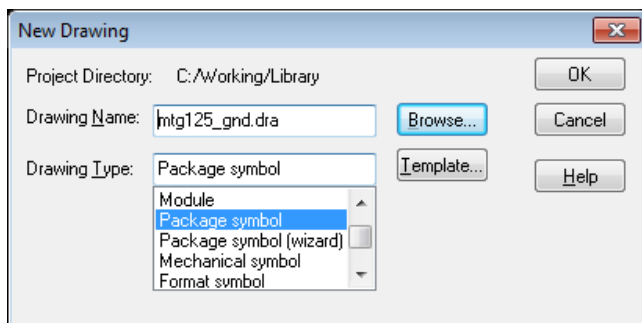 New Drawing
Project Directory: C:/Working/Library
OK
Drawing Name: mtg125_gnd.dra
Browse...
Cancel
Drawing Type: Package symbol
Template...
Help
Module
Package symbol
Package symbol (wizard)
Mechanical symbol
Format symbol